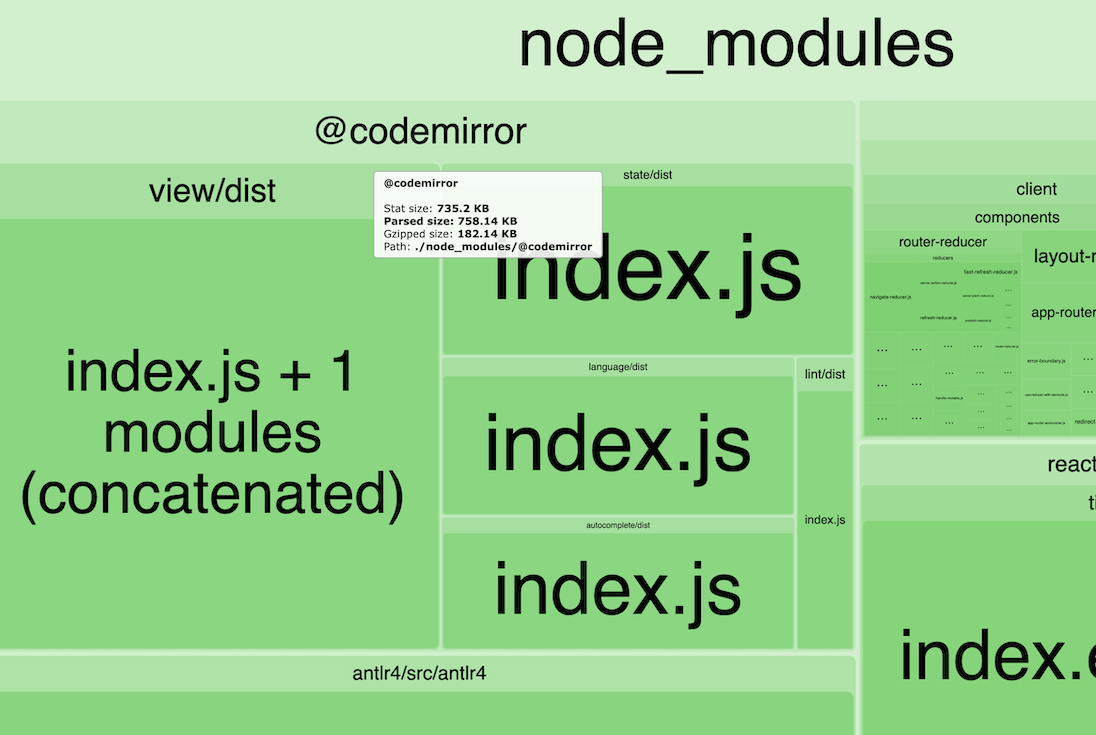 node_modules
@codemirror
view/dist
index.js + 1
modules
(concatenated)
@codemirror
Stat size: 735.2 KB
Parsed size: 758.14 KB
Gzipped size: 182.14 KB
Path: ./node_modules/@codemirror
state/dist
index.js
language/dist
index.js
lint/dist
index.js
autocomplete/dist
index.js
antlr4/src/antlr4
client
components
router-reducer
reducers
fast-refresh-reducer.js
navigate-reducer.js
refresh-reducer.js
layout-r
app-router
error-boundary.js
redirect
react
index.e